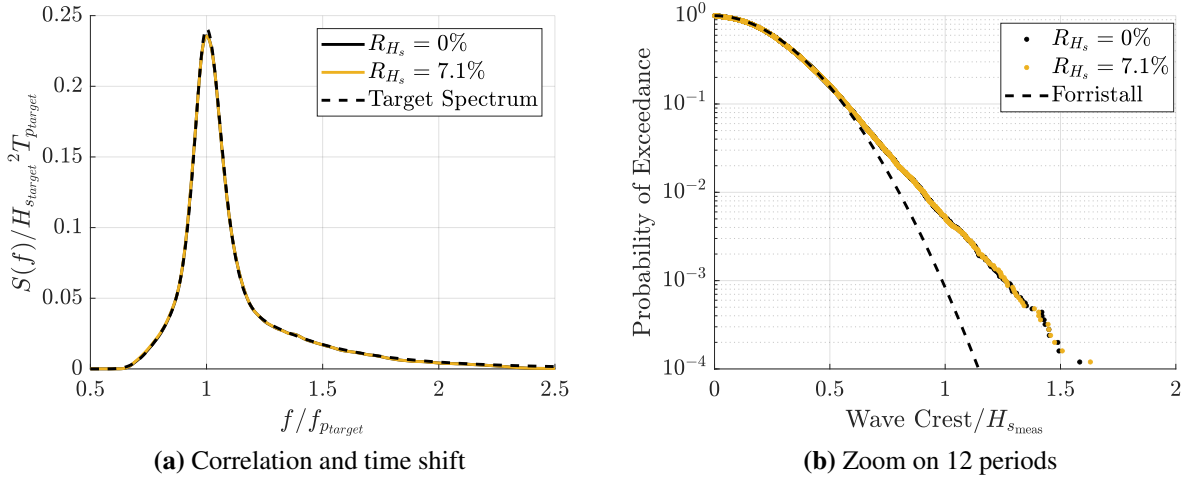 0.25
0.2
0.15
0.1
0.05
0
0.5
1
1.5
2
2.5
S(f)/H_{s_{target}}^2 T_{p_{target}}
f/f_{p_{target}}
R_{H_s} = 0%
R_{H_s} = 7.1%
Target Spectrum
(a) Correlation and time shift
10^0
10^{-1}
10^{-2}
10^{-3}
10^{-4}
0
0.5
1
1.5
2
Probability of Exceedance
Wave Crest/H_{s_{meas}}
R_{H_s} = 0%
R_{H_s} = 7.1%
Forristall
(b) Zoom on 12 periods